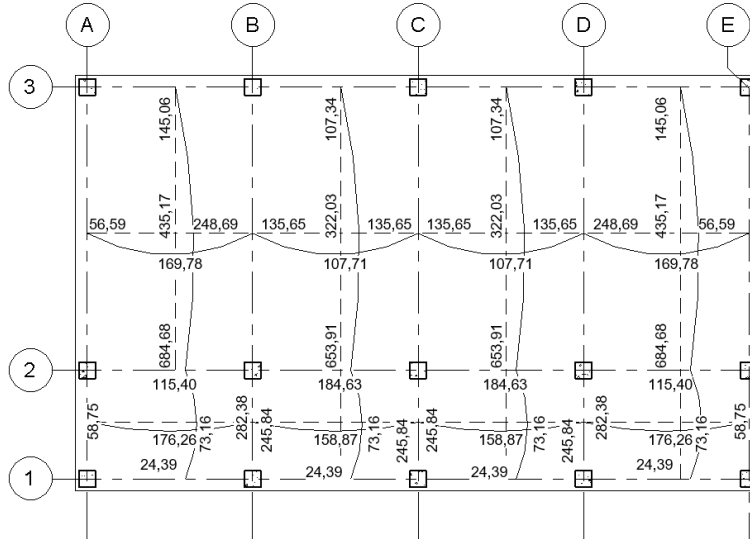 A B C D E
3
145,06 107,34 107,34 145,06
435,17 322,03 322,03 435,17
56,59 248,69 135,65 135,65 135,65 135,65 248,69 56,59
169,78 107,71 107,71 169,78
684,68 653,91 653,91 684,68
2
115,40 184,63 184,63 115,40
58,75 282,38 245,84 245,84 282,38 58,75
73,16 245,84 73,16 73,16 245,84 73,16
176,26 158,87 158,87 176,26
24,39 24,39 24,39 24,39
1